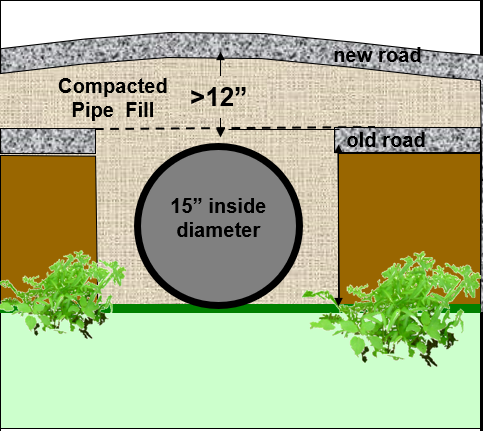 new road
Compacted
Pipe Fill
>12”
old road
15” inside
diameter